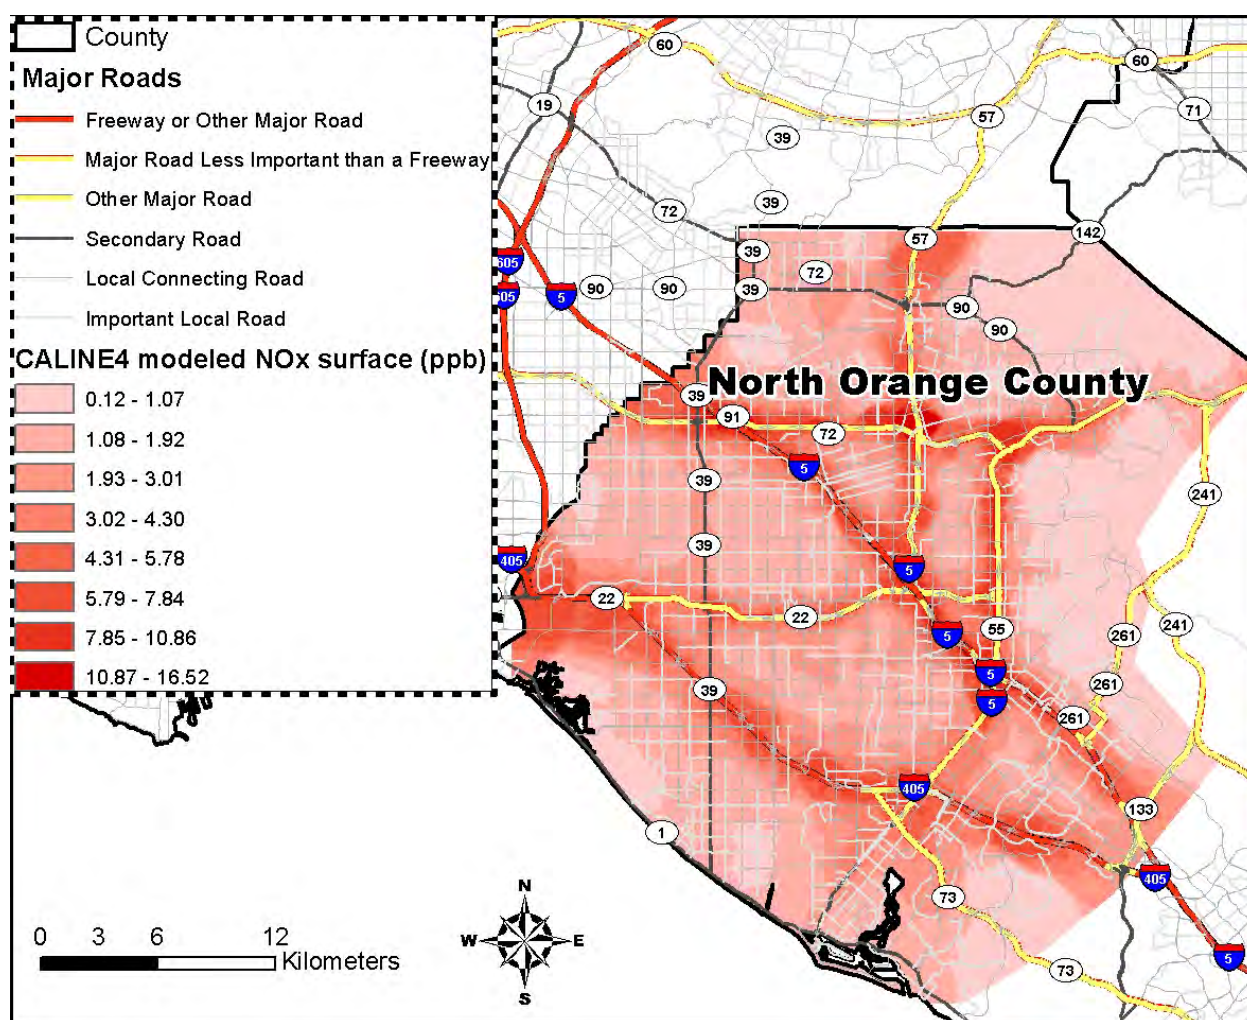 County
Major Roads
Freeway or Other Major Road
Major Road Less Important than a Freeway
Other Major Road
Secondary Road
Local Connecting Road
Important Local Road
CALINE4 modeled NOx surface (ppb)
0.12 - 1.07
1.08 - 1.92
1.93 - 3.01
3.02 - 4.30
4.31 - 5.78
5.79 - 7.84
7.85 - 10.86
10.87 - 16.52
60
60
19
71
57
39
39
72
142
57
39
72
605
90
90
39
5
90
90
North Orange County
39
91
72
5
39
241
39
405
5
22
22
55
5
261
241
5
39
261
5
261
405
133
1
405
73
5
73
N
W
E
S
0 3 6 12
Kilometers